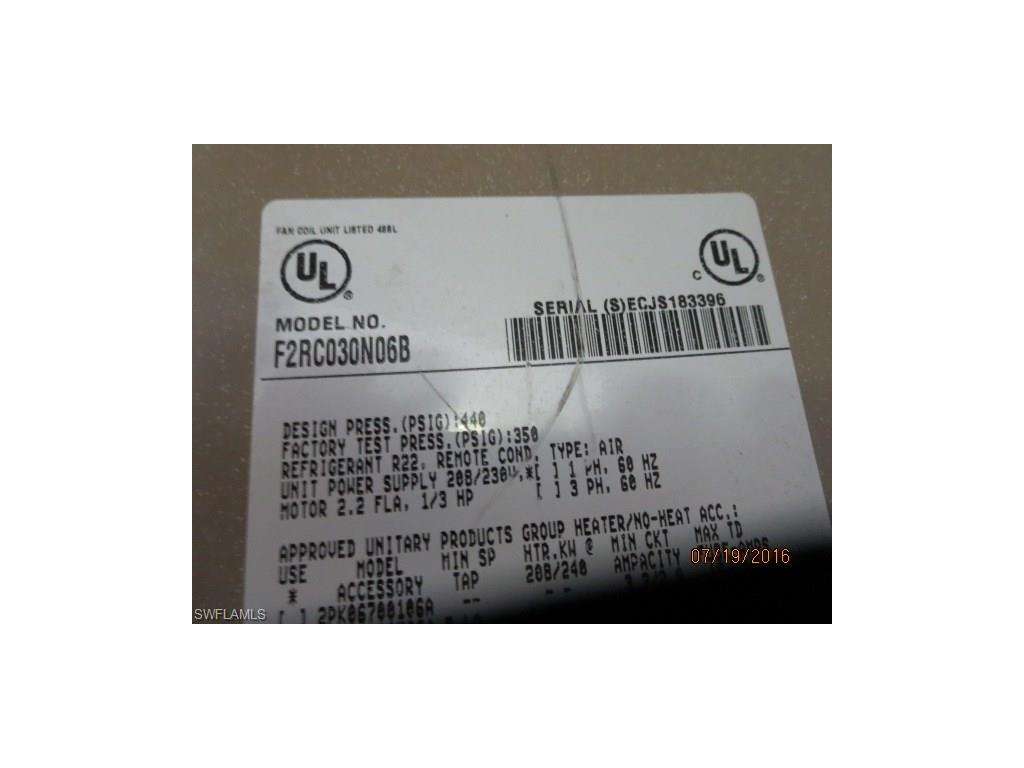 FAN COIL UNIT LISTED 488L
UL ®
C UL ®
MODEL NO.
F2RC030N06B
SERIAL (S)ECJS183396
DESIGN PRESS.(PSIG):440
FACTORY TEST PRESS.(PSIG):350
REFRIGERANT R22, REMOTE COND. TYPE: AIR
UNIT POWER SUPPLY 208/230V,*[ ] 1 PH, 60 HZ
MOTOR 2.2 FLA, 1/3 HP [ ] 3 PH, 60 HZ
APPROVED UNITARY PRODUCTS GROUP HEATER/NO-HEAT ACC.:
USE MODEL MIN SP HTR.KW @ MIN CKT MAX TD
* ACCESSORY TAP 208/240 AMPACITY
[ ] 2PK06700106A --
07/19/2016
SWFLAMLS